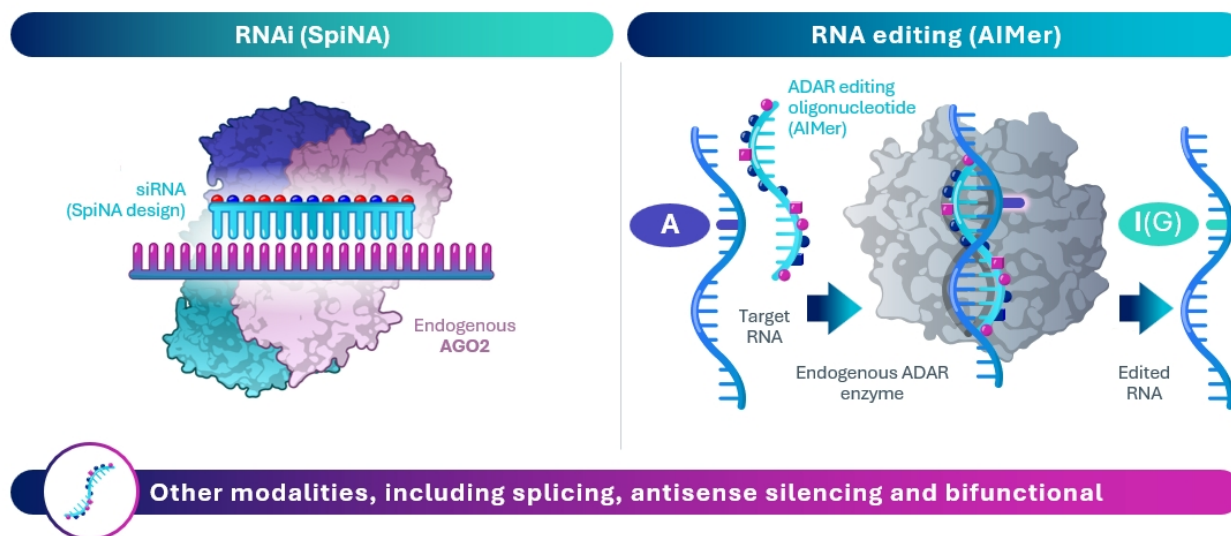 RNAi (SpiNA)
siRNA
(SpiNA design)
Endogenous
AGO2
RNA editing (AIMer)
ADAR editing
oligonucleotide
(AIMer)
A
Target
RNA
Endogenous ADAR
enzyme
I(G)
Edited
RNA
Other modalities, including splicing, antisense silencing and bifunctional